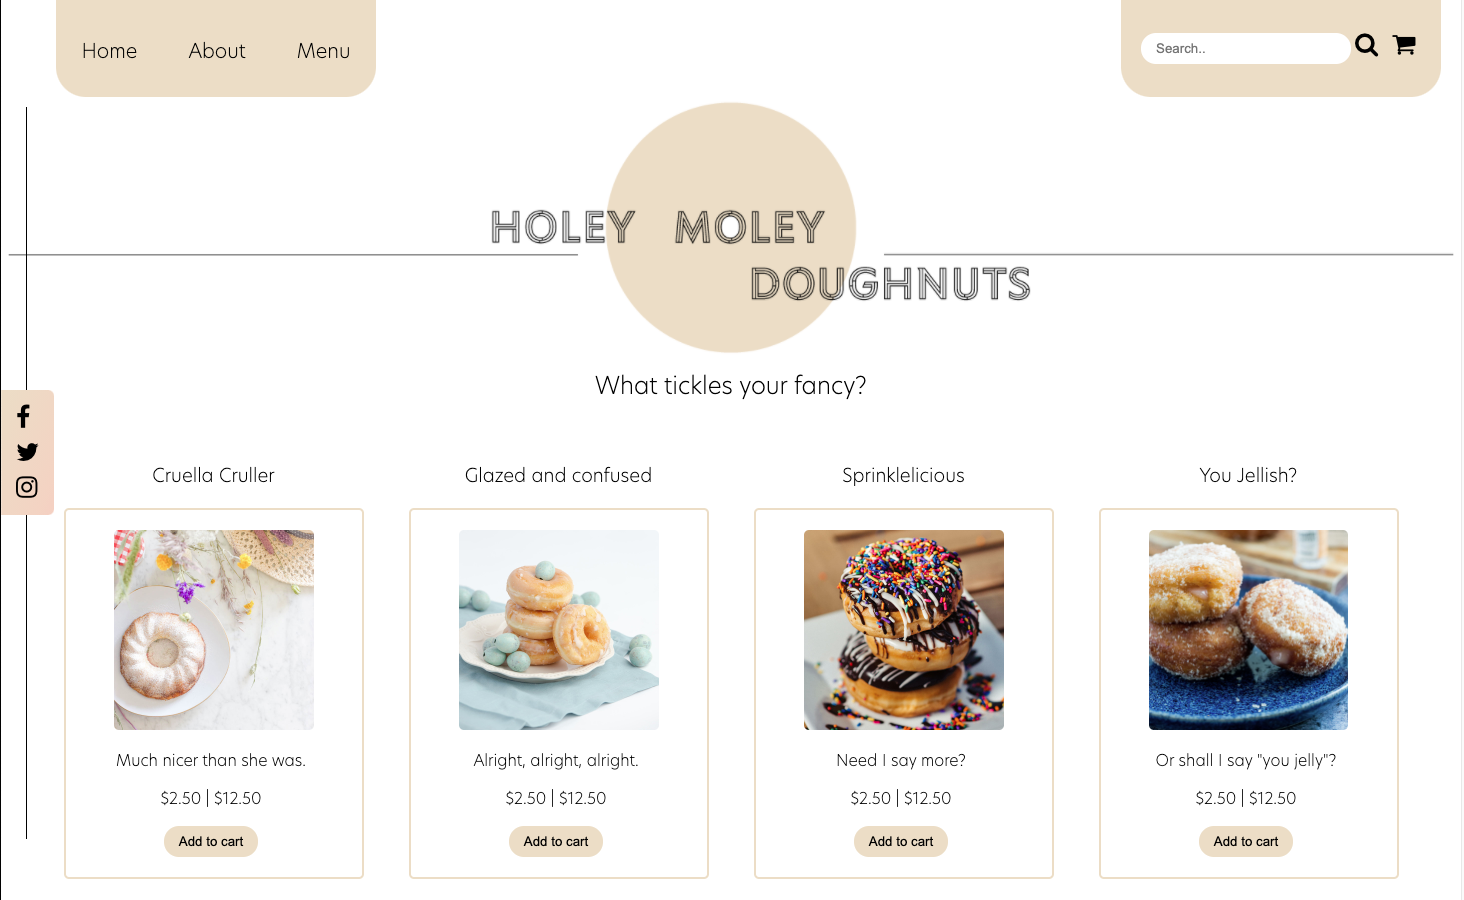 Home About Menu
Search..
HOLEY MOLEY
DOUGHNUTS
What tickles your fancy?
Cruella Cruller
Much nicer than she was.
$2.50 | $12.50
Add to cart
Glazed and confused
Alright, alright, alright.
$2.50 | $12.50
Add to cart
Sprinklelicious
Need I say more?
$2.50 | $12.50
Add to cart
You Jellish?
Or shall I say "you jelly"?
$2.50 | $12.50
Add to cart